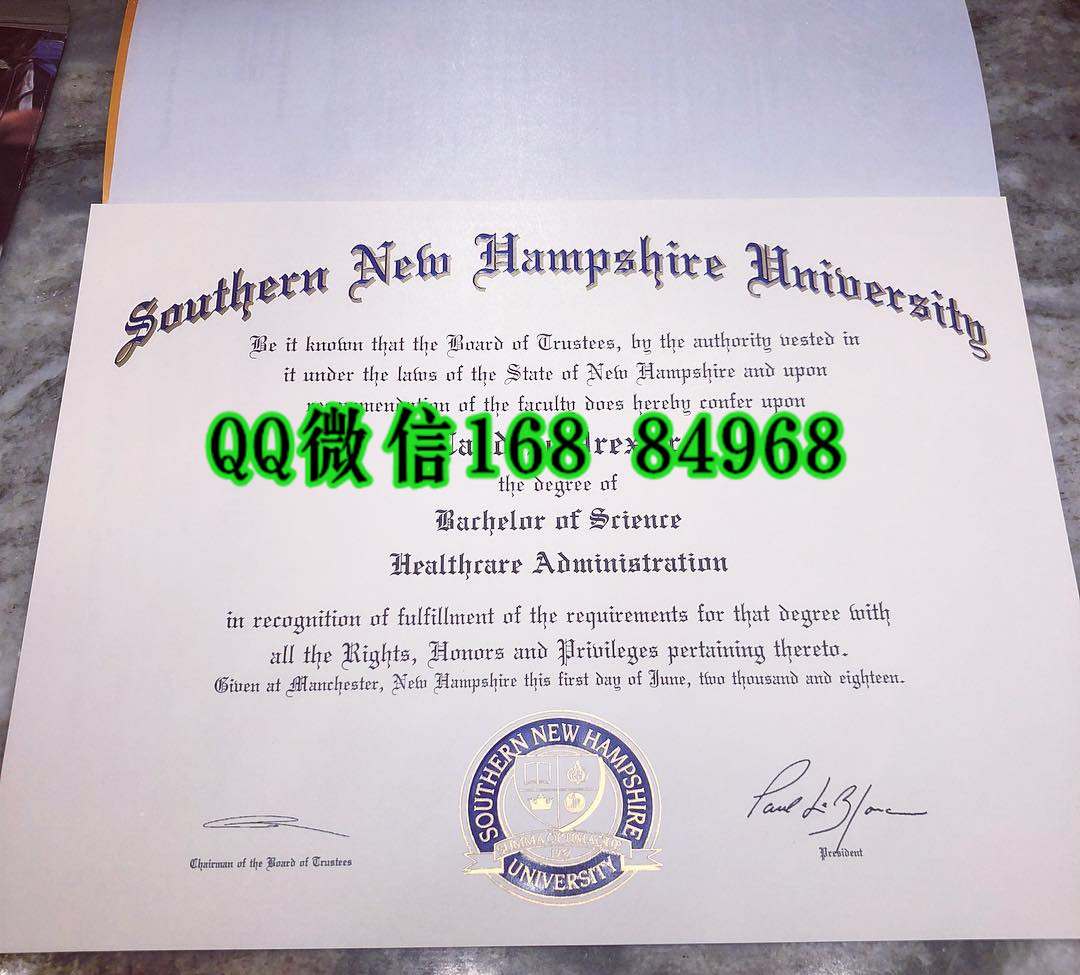 Southern New Hampshire University
Be it known that the Board of Trustees, by the authority vested in
it under the laws of the State of New Hampshire and upon
of the faculty does hereby confer upon
QQ微信168 84968
the degree of
Bachelor of Science
Healthcare Administration
in recognition of fulfillment of the requirements for that degree with
all the Rights, Honors and Privileges pertaining thereto.
Given at Manchester, New Hampshire this first day of June, two thousand and eighteen.
SOUTHERN NEW HAMPSHIRE
UNIVERSITY
Chairman of the Board of Trustees
President